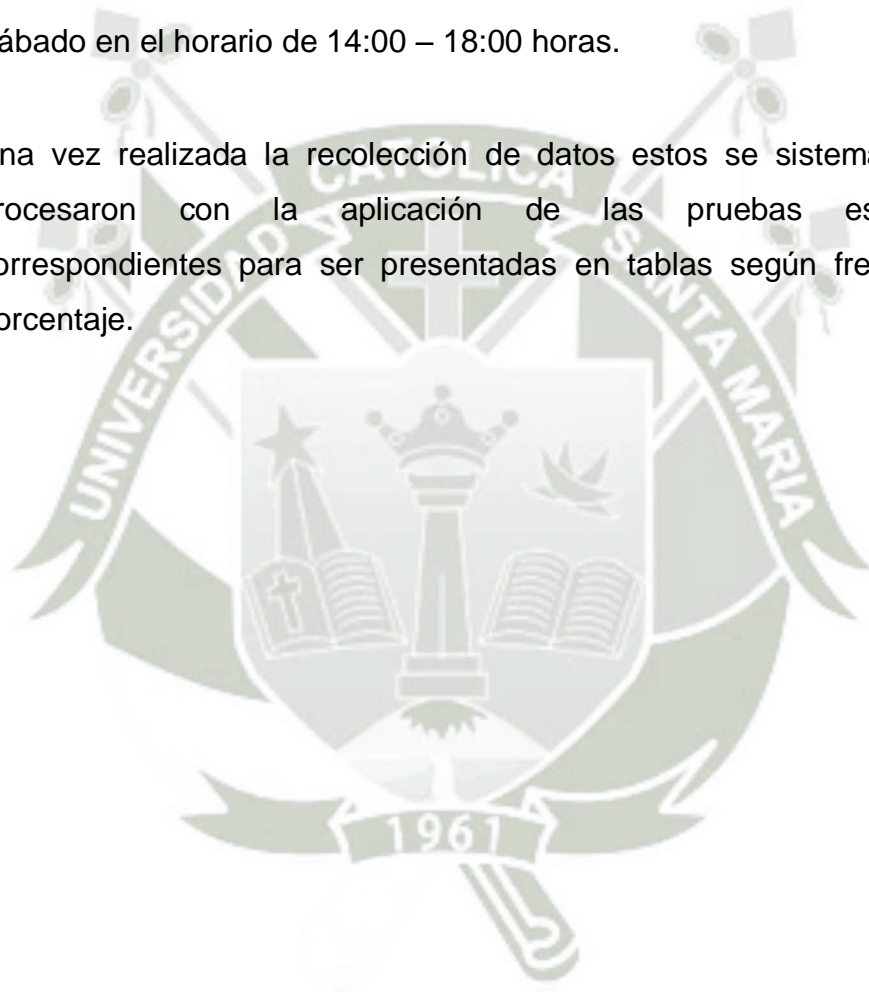 ábado en el horario de 14:00 – 18:00 horas.
na vez realizada la recolección de datos estos se sistema
rocesaron con la aplicación de las pruebas es
orrespondientes para ser presentadas en tablas según fre
orcentaje.
UNIVERSIDAD CATOLICA SANTA MARIA
1961